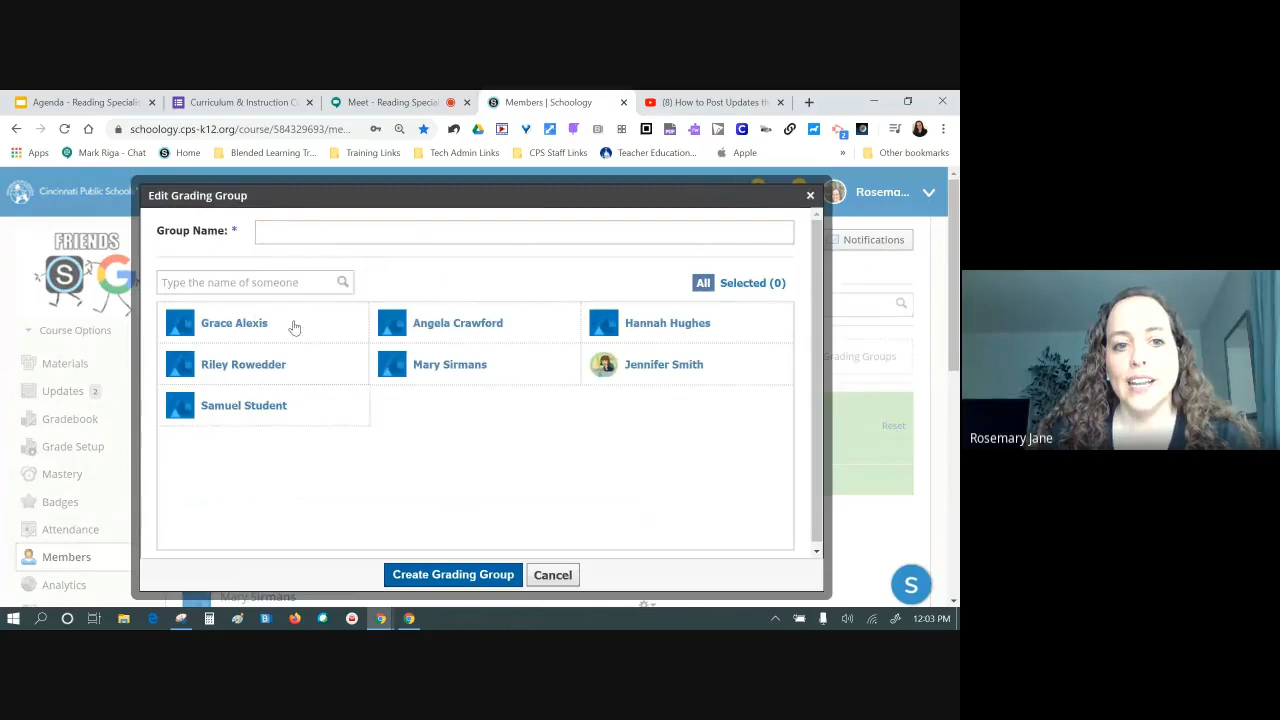 Agenda - Reading Specialis
Curriculum & Instruction C
Meet - Reading Special
Members | Schoology
(8) How to Post Updates th
schoology.cps-k12.org/course/584329693/me...
Apps
Mark Riga - Chat
Home
Blended Learning Tr...
Training Links
Tech Admin Links
CPS Staff Links
Teacher Education...
Apple
»
Other bookmarks
Cincinnati Public School
Rosema...
Edit Grading Group
Group Name: *
Notifications
FRIENDS
S
G
Type the name of someone
All
Selected (0)
Grace Alexis
Angela Crawford
Hannah Hughes
Course Options
Riley Rowedder
Mary Sirmans
Jennifer Smith
Grading Groups
Materials
Updates 2
Samuel Student
Gradebook
Reset
Grade Setup
Rosemary Jane
Mastery
Badges
Attendance
Members
Create Grading Group
Cancel
Analytics
S
Mary Sirmans
12:03 PM